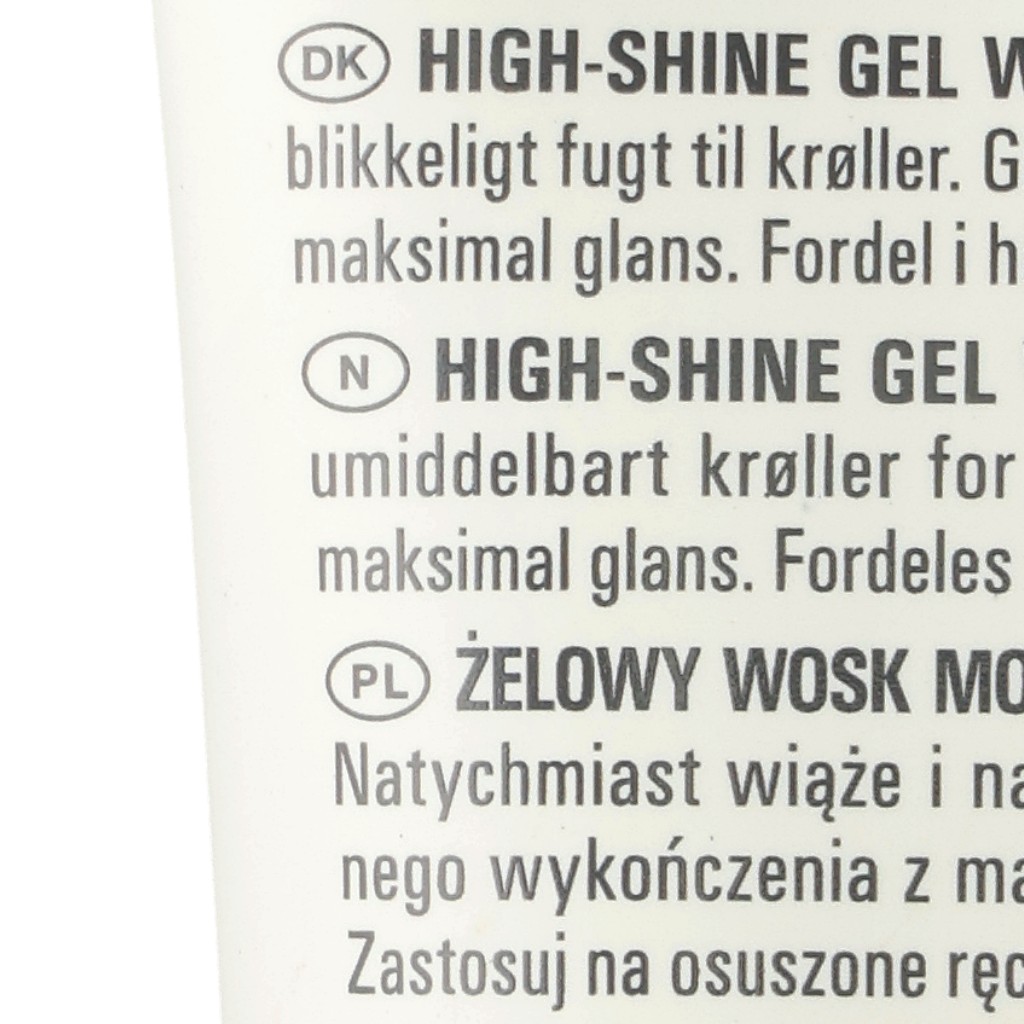 DK HIGH-SHINE GEL
blikkeligt fugt til krøller.
maksimal glans. Fordel i
N HIGH-SHINE GEL
umiddelbart krøller for
maksimal glans. Fordeles
PL ŻELOWY WOSK
Natychmiast wiąże i
nego wykończenia z
Zastosuj na osuszone